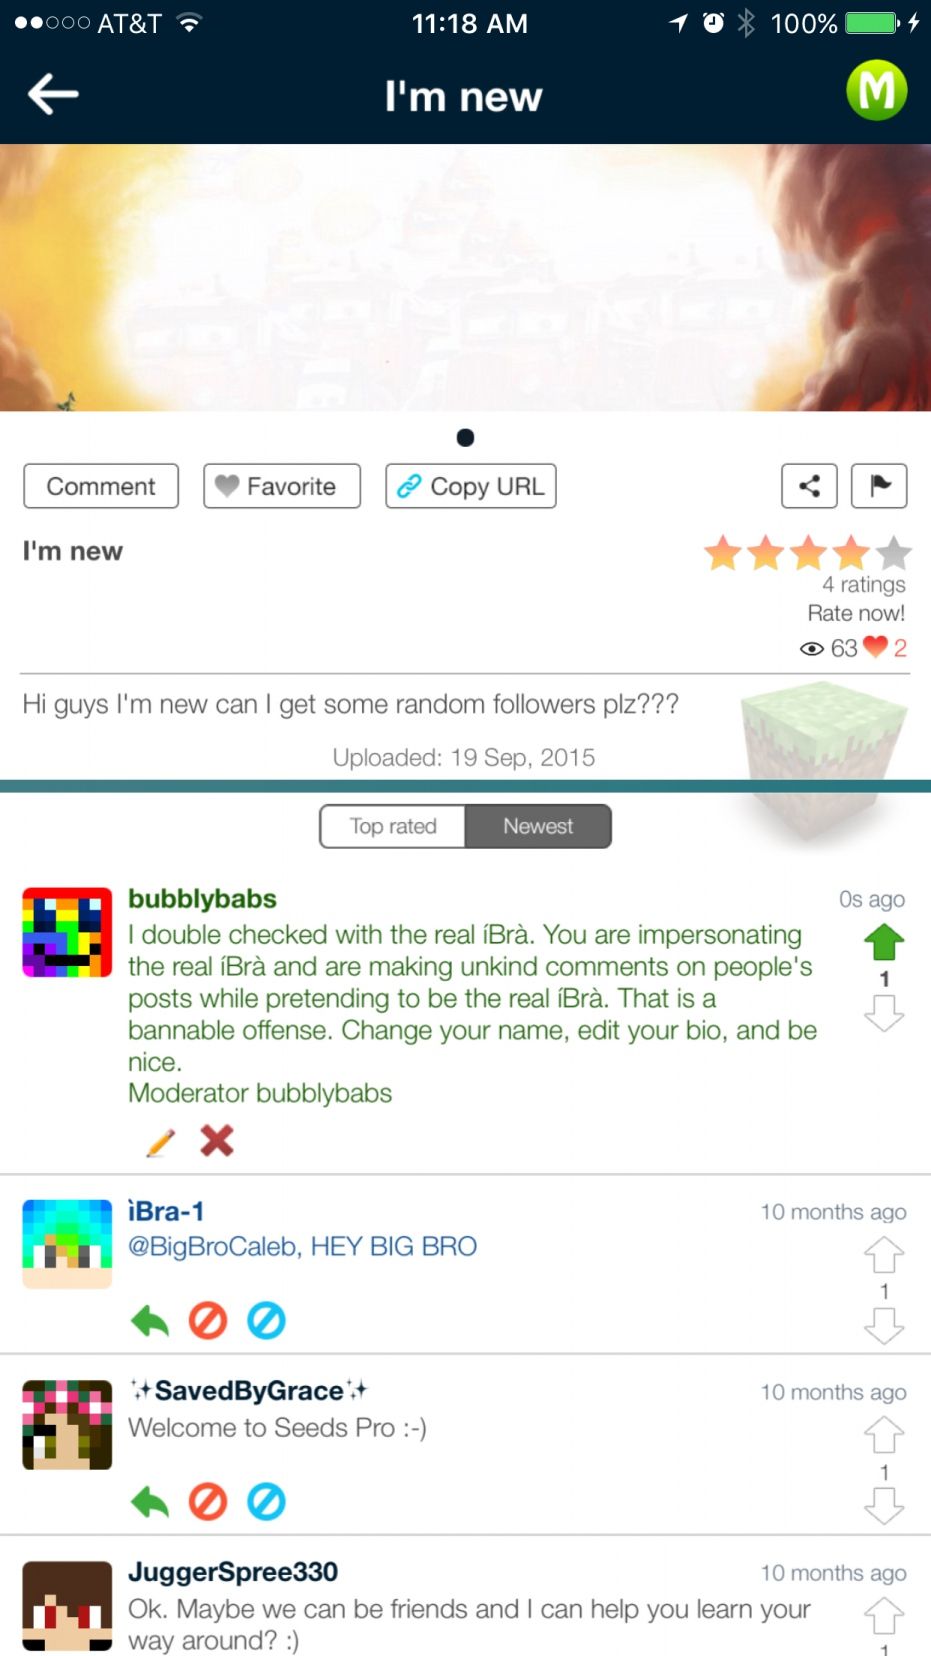 AT&T 11:18 AM 100%
I'm new
M
Comment Favorite Copy URL
I'm new
4 ratings
Rate now!
63 2
Hi guys I'm new can I get some random followers plz???
Uploaded: 19 Sep, 2015
Top rated Newest
bubblybabs 0s ago
I double checked with the real íBrà. You are impersonating
the real íBrà and are making unkind comments on people's
posts while pretending to be the real íBrà. That is a
bannable offense. Change your name, edit your bio, and be
nice.
Moderator bubblybabs
1
ìBra-1 10 months ago
@BigBroCaleb, HEY BIG BRO
1
✨SavedByGrace✨ 10 months ago
Welcome to Seeds Pro :-)
1
JuggerSpree330 10 months ago
Ok. Maybe we can be friends and I can help you learn your
way around? :)
1